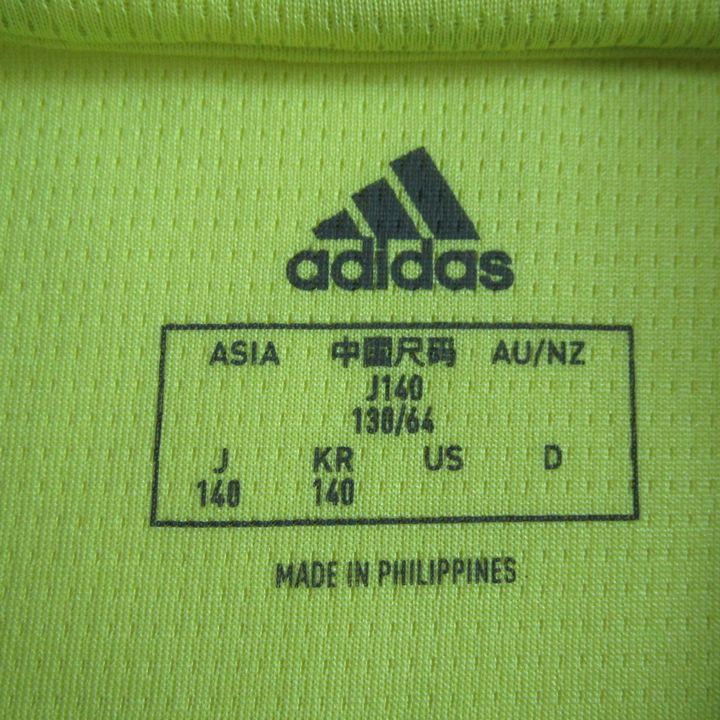 adidas
ASIA 中国尺码 AU/NZ
J140
130/64
J KR US D
140 140
MADE IN PHILIPPINES